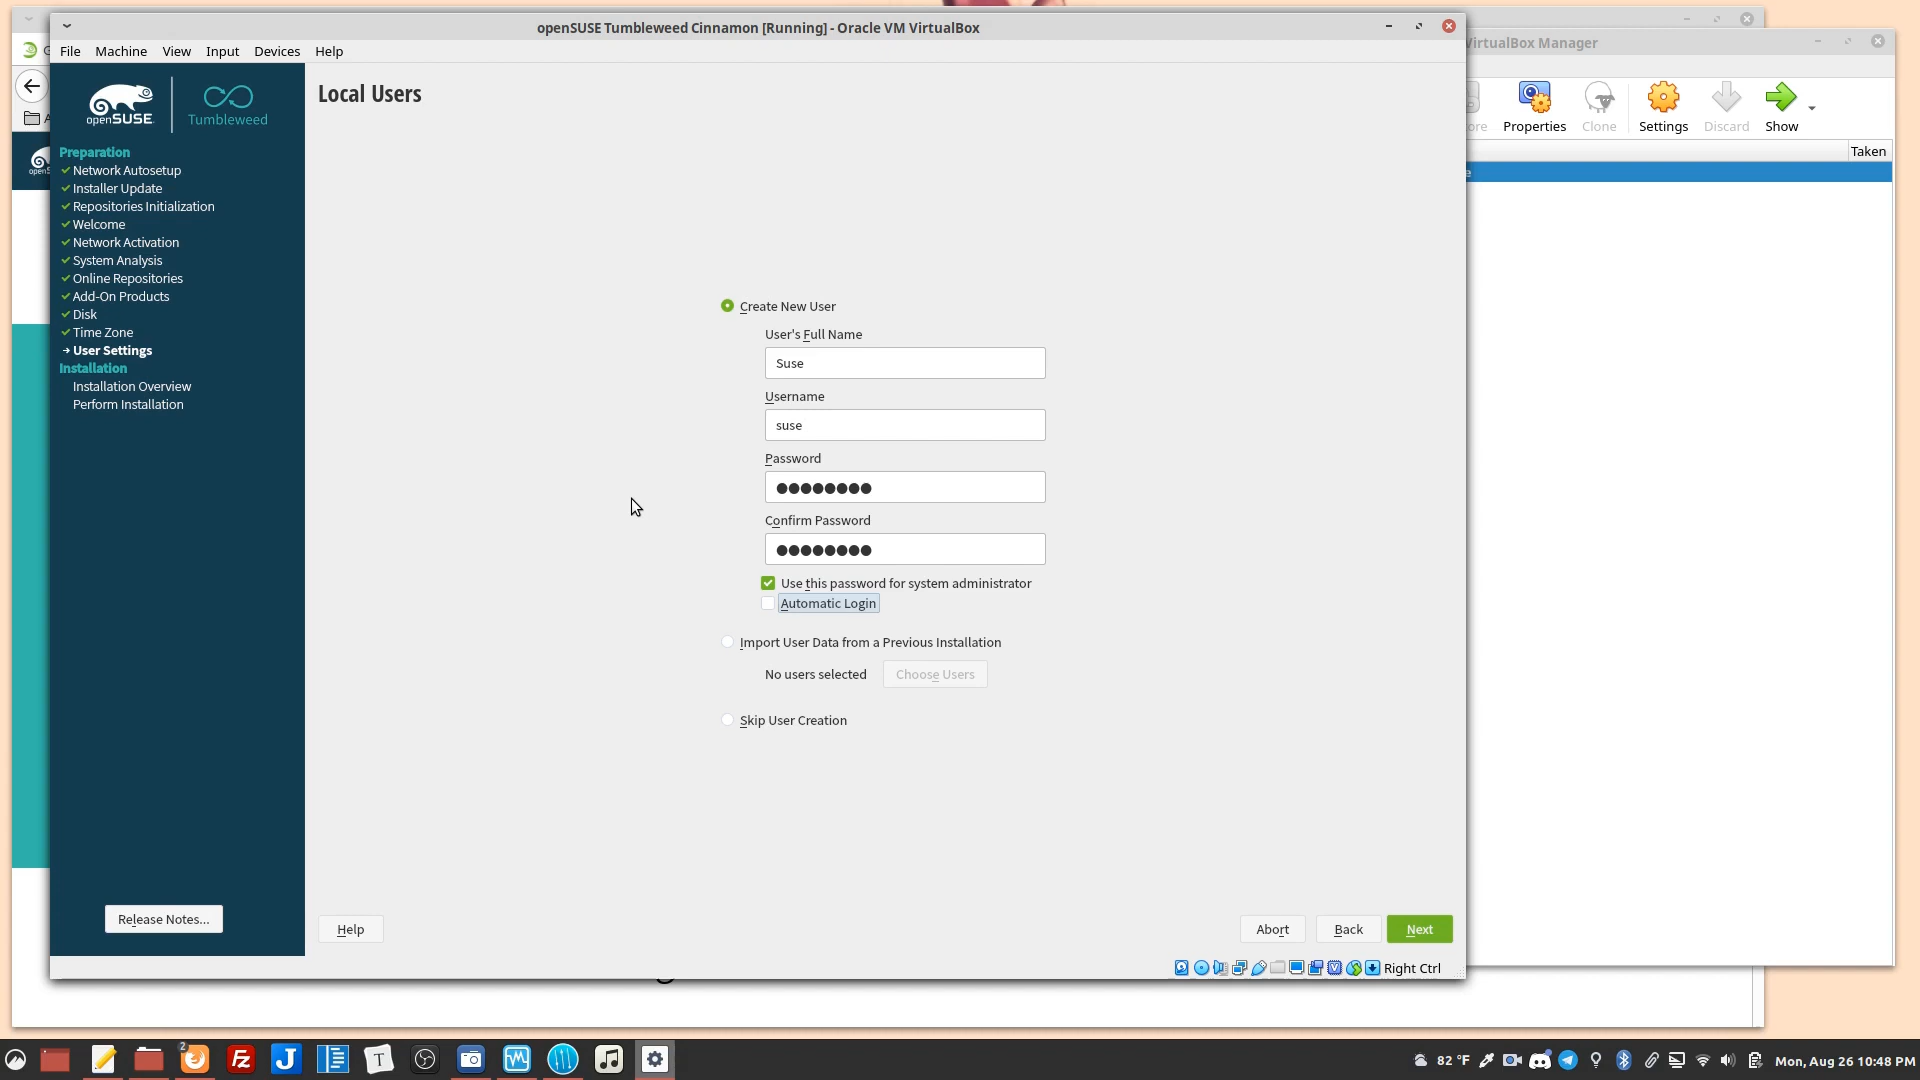 openSUSE Tumbleweed Cinnamon [Running] - Oracle VM VirtualBox
File Machine View Input Devices Help
VirtualBox Manager
openSUSE
Tumbleweed
Local Users
Properties Clone Settings Discard Show
Taken
Preparation
Network Autosetup
Installer Update
Repositories Initialization
Welcome
Network Activation
System Analysis
Online Repositories
Add-On Products
Disk
Time Zone
User Settings
Installation
Installation Overview
Perform Installation
Create New User
User's Full Name
Suse
Username
suse
Password
●●●●●●●●
Confirm Password
●●●●●●●●
Use this password for system administrator
Automatic Login
Import User Data from a Previous Installation
No users selected Choose Users
Skip User Creation
Release Notes...
Help Abort Back Next
Right Ctrl
2
82 °F
Mon, Aug 26 10:48 PM